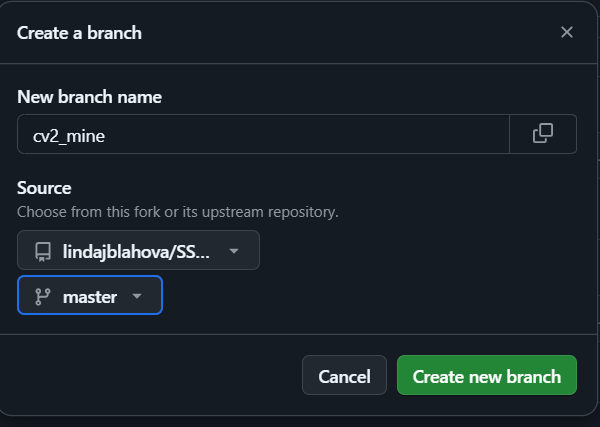 Create a branch
New branch name
cv2_mine
Source
Choose from this fork or its upstream repository.
lindajblahova/SS...
master
Cancel
Create new branch